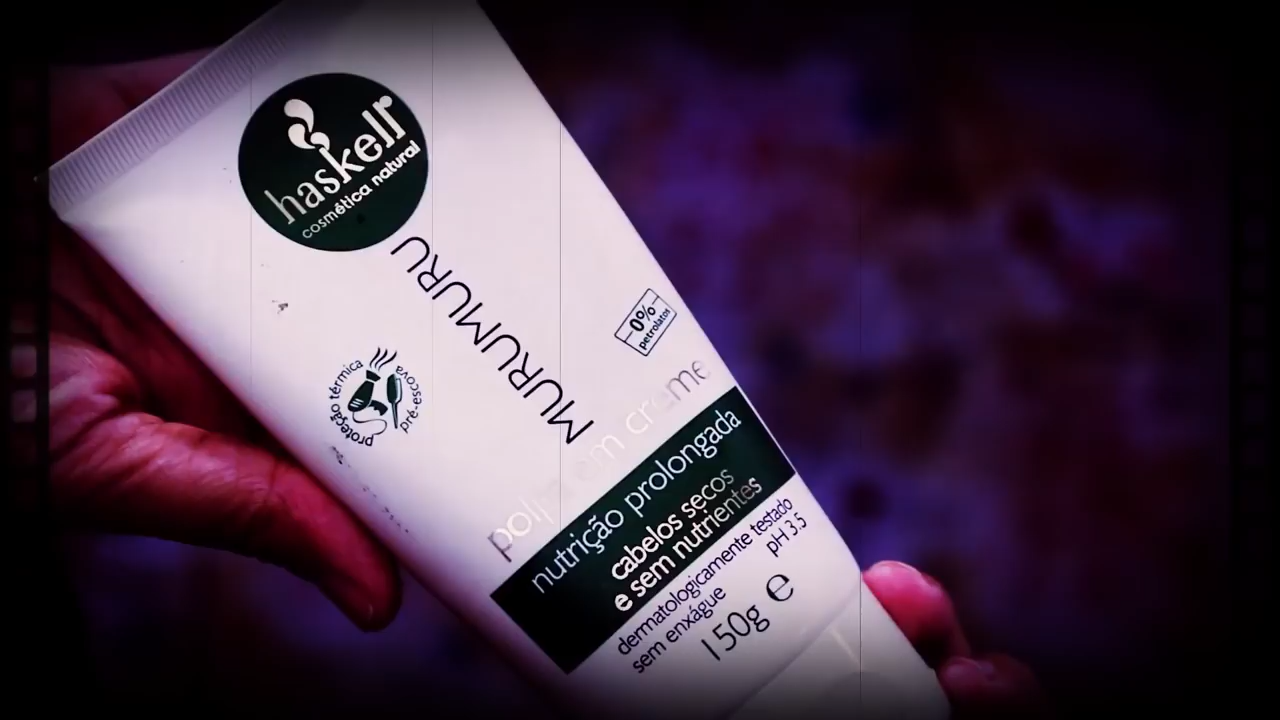 haskell
cosmética natural
MURUMURU
-0%-
petrolatos
proteção térmica
pré-escova
em creme
nutrição prolongada
cabelos secos
e sem nutrientes
dermatologicamente testado
sem enxágue
pH 3.5
150g e